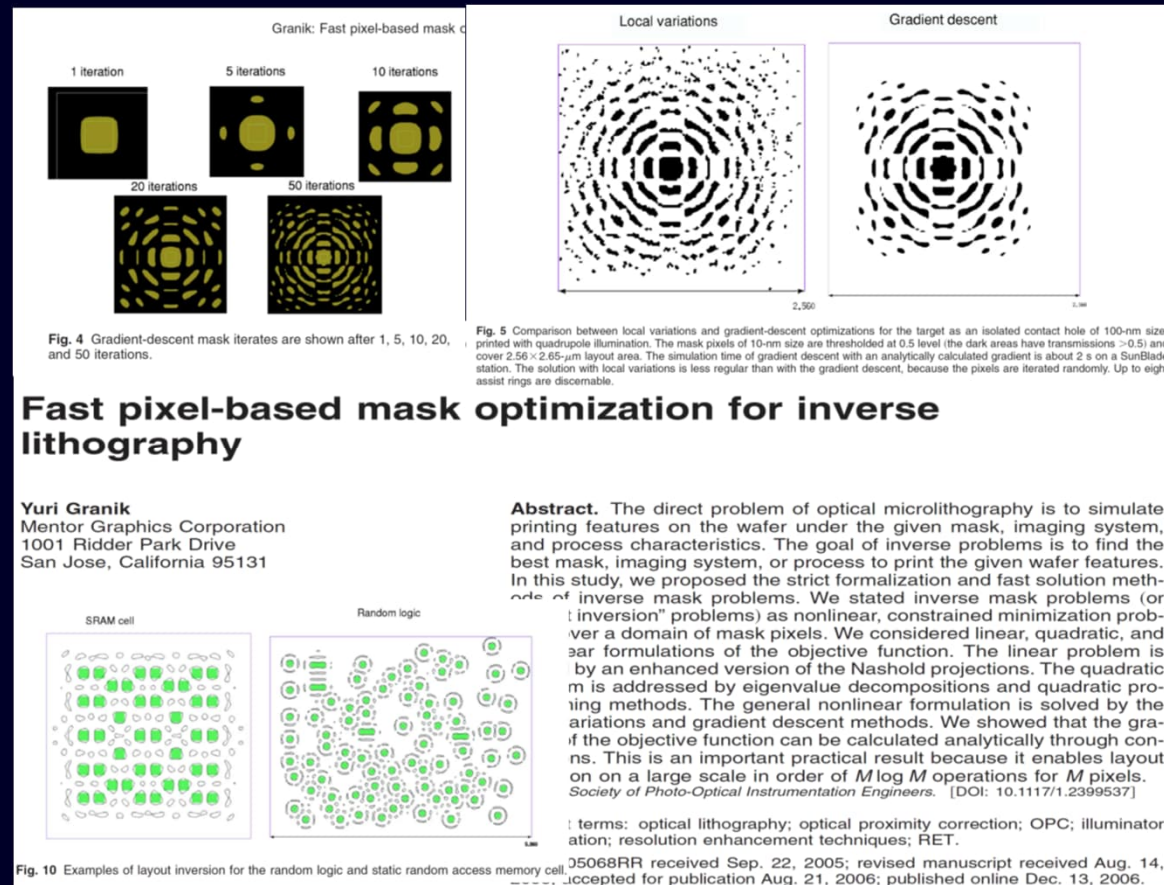 Granik: Fast pixel-based mask
1 iteration
5 iterations
10 iterations
20 iterations
50 iterations
Fig. 4 Gradient-descent mask iterates are shown after 1, 5, 10, 20,
and 50 iterations.
Local variations
Gradient descent
2,560
Fig. 5 Comparison between local variations and gradient-descent optimizations for the target as an isolated contact hole of 100-nm size
printed with quadrupole illumination. The mask pixels of 10-nm size are thresholded at 0.5 level (the dark areas have transmissions >0.5) and
cover 2.56×2.65-μm layout area. The simulation time of gradient descent with an analytically calculated gradient is about 2 s on a SunBlade
station. The solution with local variations is less regular than with the gradient descent, because the pixels are iterated randomly. Up to eigh
assist rings are discernable.
Fast pixel-based mask optimization for inverse
lithography
Yuri Granik
Mentor Graphics Corporation
1001 Ridder Park Drive
San Jose, California 95131
Abstract. The direct problem of optical microlithography is to simulate
printing features on the wafer under the given mask, imaging system,
and process characteristics. The goal of inverse problems is to find the
best mask, imaging system, or process to print the given wafer features.
In this study, we proposed the strict formalization and fast solution meth-
ods of inverse mask problems. We stated inverse mask problems (or
t inversion" problems) as nonlinear, constrained minimization prob-
ver a domain of mask pixels. We considered linear, quadratic, and
ear formulations of the objective function. The linear problem is
by an enhanced version of the Nashold projections. The quadratic
m is addressed by eigenvalue decompositions and quadratic pro-
ing methods. The general nonlinear formulation is solved by the
ariations and gradient descent methods. We showed that the gra-
f the objective function can be calculated analytically through con-
ns. This is an important practical result because it enables layout
on on a large scale in order of M log M operations for M pixels.
Society of Photo-Optical Instrumentation Engineers. [DOI: 10.1117/1.2399537]
t terms: optical lithography; optical proximity correction; OPC; illuminator
ation; resolution enhancement techniques; RET.
05068RR received Sep. 22, 2005; revised manuscript received Aug. 14,
accepted for publication Aug. 21, 2006; published online Dec. 13, 2006.
SRAM cell
Random logic
Fig. 10 Examples of layout inversion for the random logic and static random access memory cell.